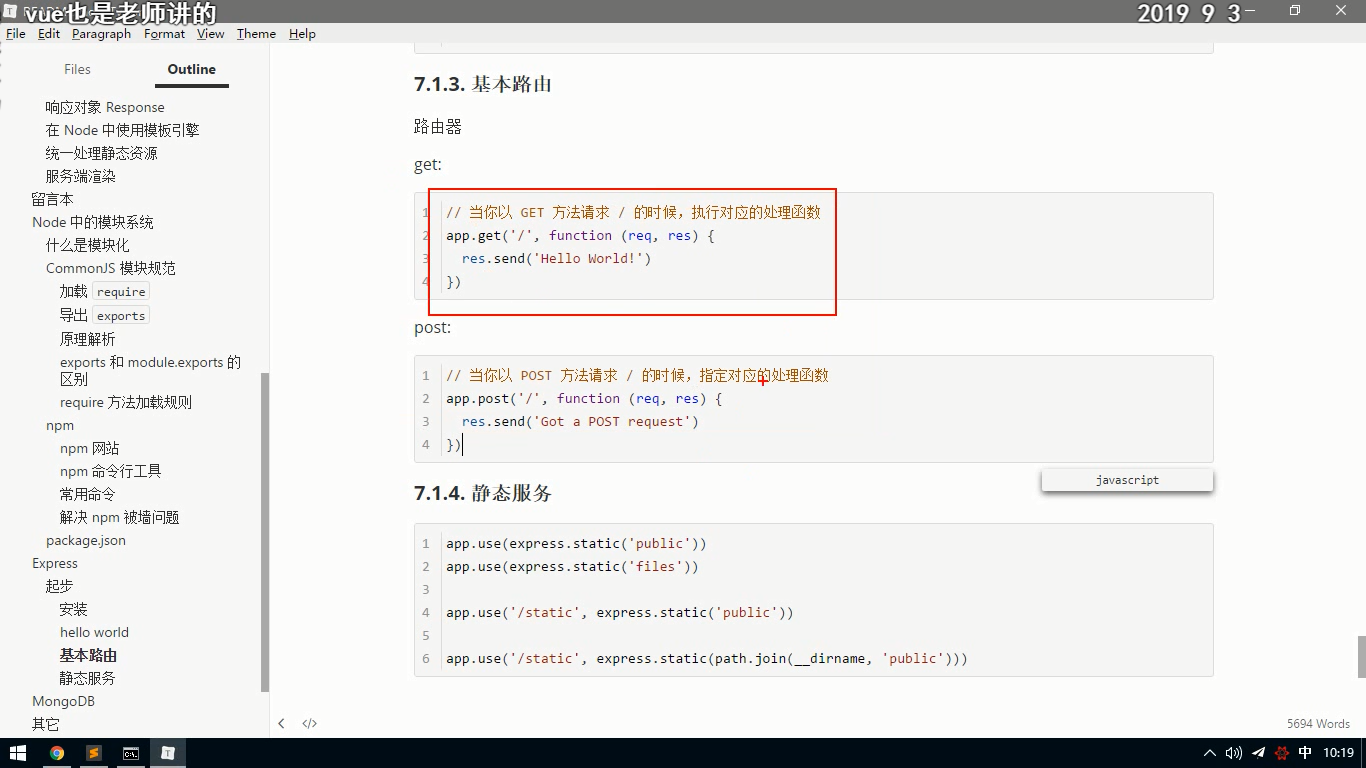 vue也是老师讲的
2019 9 3
File Edit Paragraph Format View Theme Help
Files Outline
响应对象 Response
在 Node 中使用模板引擎
统一处理静态资源
服务端渲染
留言本
Node 中的模块系统
什么是模块化
CommonJS 模块规范
加载 require
导出 exports
原理解析
exports 和 module.exports 的
区别
require 方法加载规则
npm
npm 网站
npm 命令行工具
常用命令
解决 npm 被墙问题
package.json
Express
起步
安装
hello world
基本路由
静态服务
MongoDB
其它
7.1.3. 基本路由
路由器
get:
1 // 当你以 GET 方法请求 / 的时候，执行对应的处理函数
2 app.get('/', function (req, res) {
3 res.send('Hello World!')
4 })
post:
1 // 当你以 POST 方法请求 / 的时候，指定对应的处理函数
2 app.post('/', function (req, res) {
3 res.send('Got a POST request')
4 })
javascript
7.1.4. 静态服务
1 app.use(express.static('public'))
2 app.use(express.static('files'))
3
4 app.use('/static', express.static('public'))
5
6 app.use('/static', express.static(path.join(__dirname, 'public')))
5694 Words
中 10:19